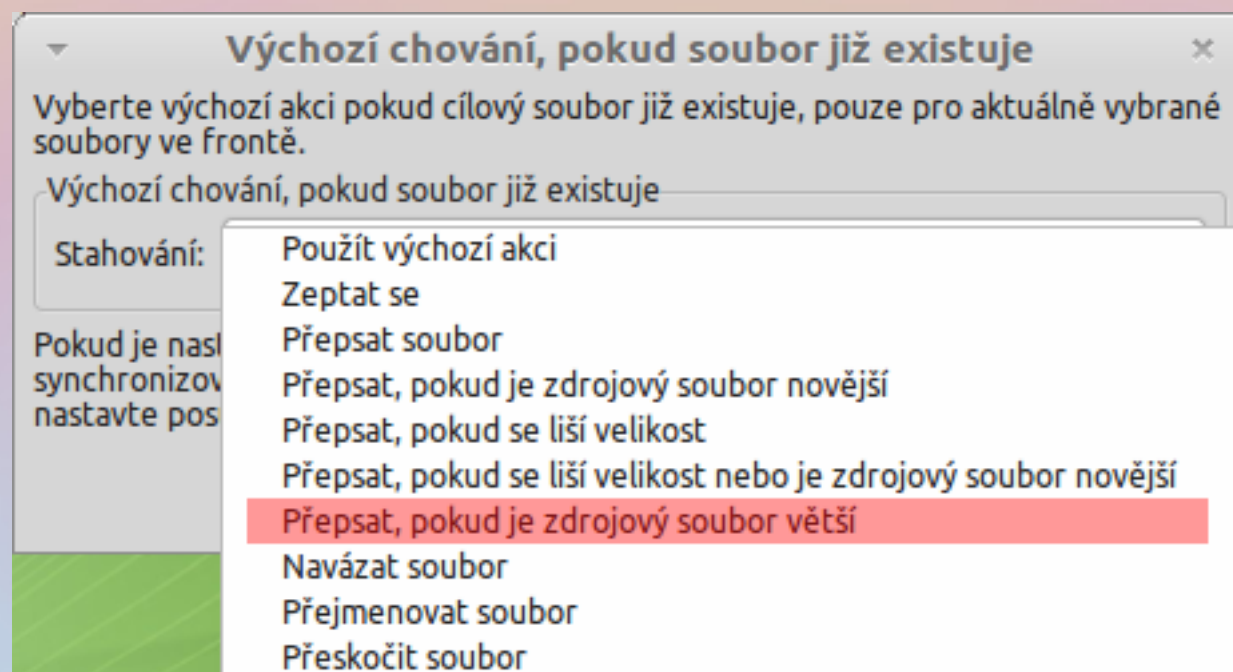 Výchozí chování, pokud soubor již existuje
Vyberte výchozí akci pokud cílový soubor již existuje, pouze pro aktuálně vybrané
soubory ve frontě.
Výchozí chování, pokud soubor již existuje
Stahování:
Použít výchozí akci
Zeptat se
Přepsat soubor
Přepsat, pokud je zdrojový soubor novější
Přepsat, pokud se liší velikost
Přepsat, pokud se liší velikost nebo je zdrojový soubor novější
Přepsat, pokud je zdrojový soubor větší
Navázat soubor
Přejmenovat soubor
Přeskočit soubor
Pokud je
nastavte